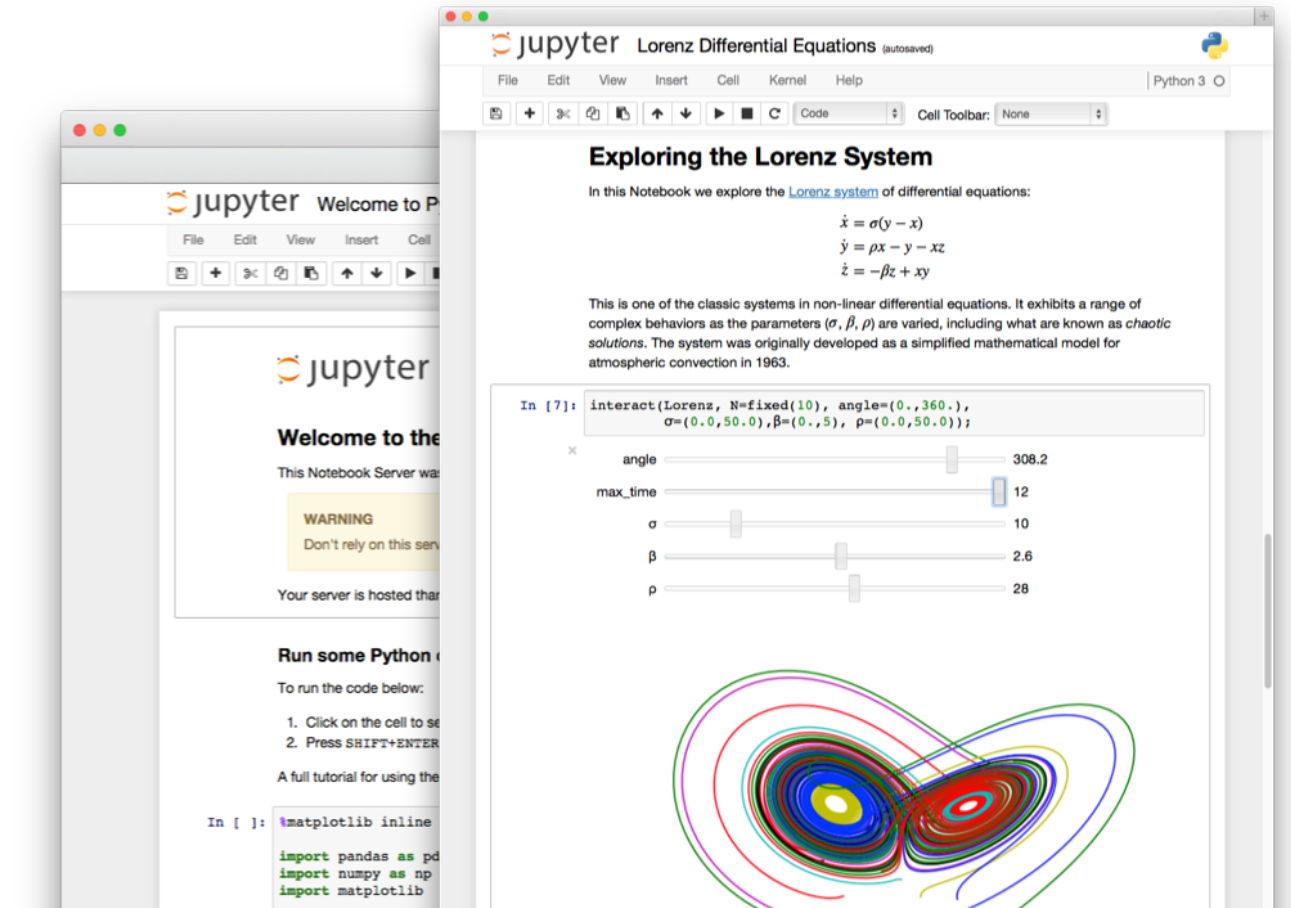 jupyter Lorenz Differential Equations (autosaved)
File Edit View Insert Cell Kernel Help Python 3
Code Cell Toolbar: None
Exploring the Lorenz System
In this Notebook we explore the Lorenz system of differential equations:
ẋ = σ(y − x)
ẏ = ρx − y − xz
ż = −βz + xy
This is one of the classic systems in non-linear differential equations. It exhibits a range of
complex behaviors as the parameters (σ, β, ρ) are varied, including what are known as chaotic
solutions. The system was originally developed as a simplified mathematical model for
atmospheric convection in 1963.
In [7]: interact(Lorenz, N=fixed(10), angle=(0.,360.),
σ=(0.0,50.0),β=(0.,5), ρ=(0.0,50.0));
angle 308.2
max_time 12
σ 10
β 2.6
ρ 28
jupyter Welcome to P
File Edit View Insert Cell
jupyter
Welcome to the
This Notebook Server wa
WARNING
Don't rely on this serv
Your server is hosted than
Run some Python
To run the code below:
1. Click on the cell to se
2. Press SHIFT+ENTER
A full tutorial for using the
In [ ]: %matplotlib inline
import pandas as pd
import numpy as np
import matplotlib